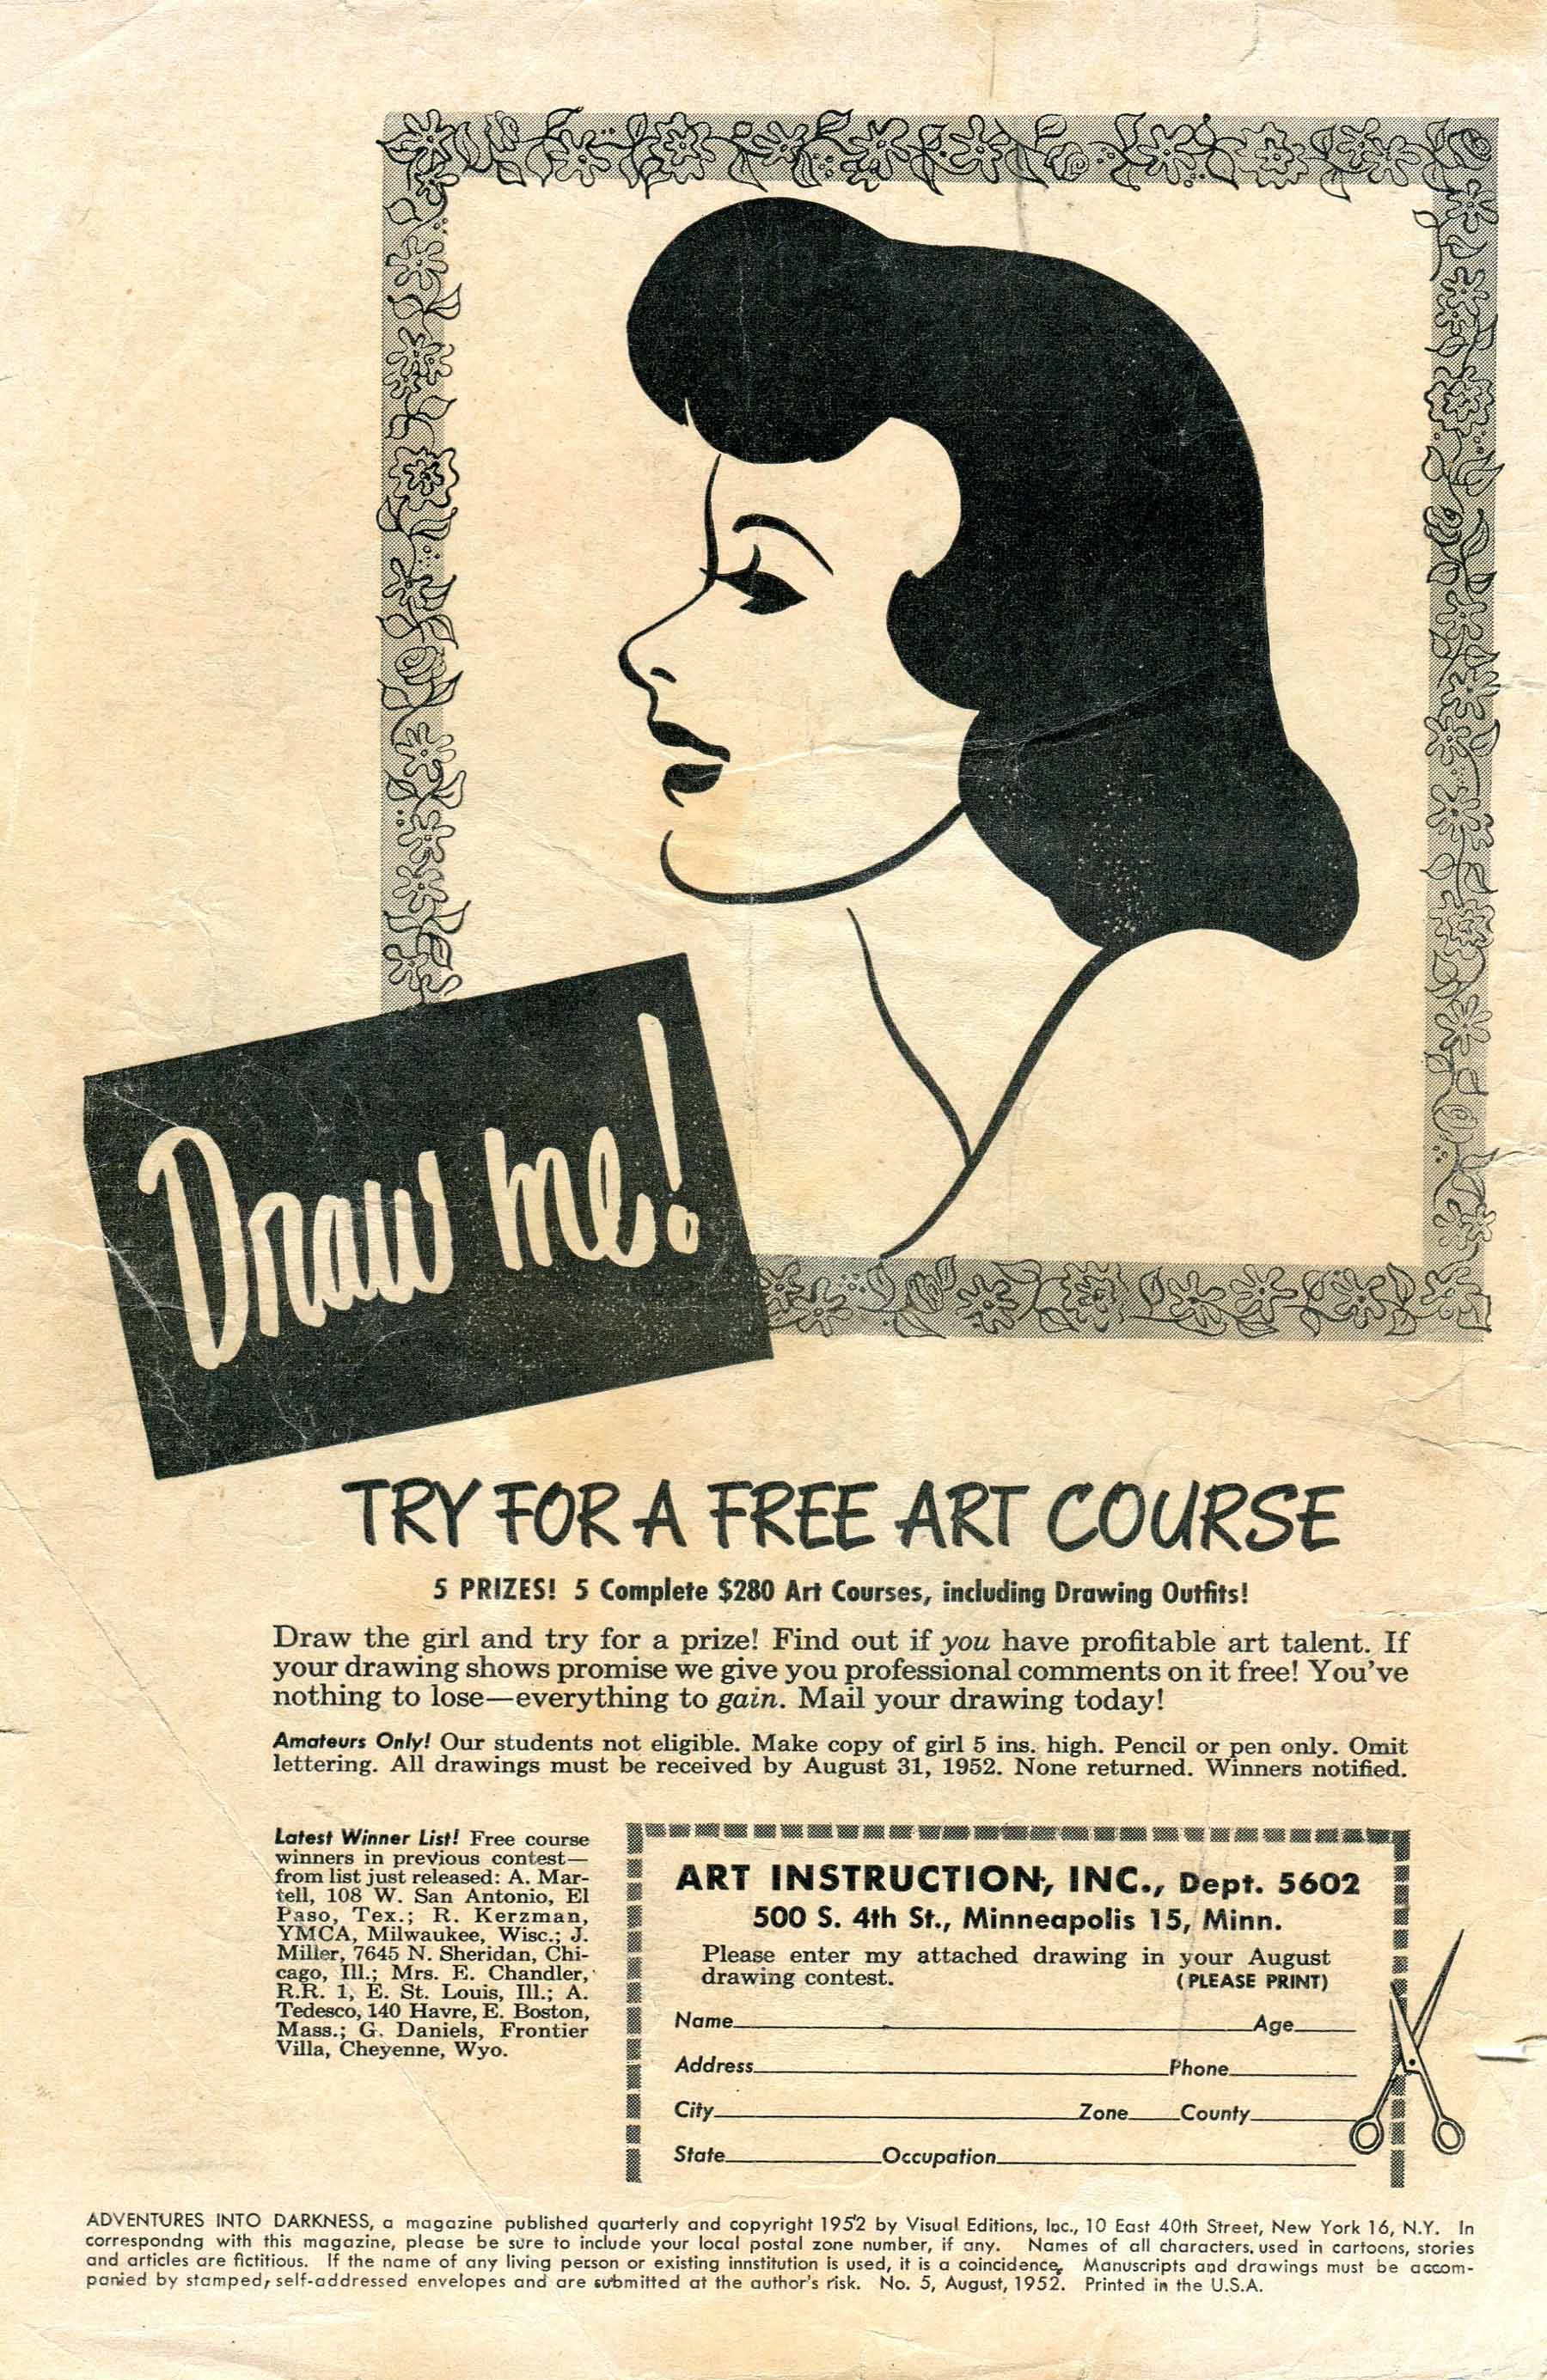 Draw me!
TRY FOR A FREE ART COURSE
5 PRIZES! 5 Complete $280 Art Courses, including Drawing Outfits!
Draw the girl and try for a prize! Find out if you have profitable art talent. If
your drawing shows promise we give you professional comments on it free! You've
nothing to lose—everything to gain. Mail your drawing today!
Amateurs Only! Our students not eligible. Make copy of girl 5 ins. high. Pencil or pen only. Omit
lettering. All drawings must be received by August 31, 1952. None returned. Winners notified.
Latest Winner List! Free course
winners in previous contest—
from list just released: A. Mar-
tell, 108 W. San Antonio, El
Paso, Tex.; R. Kerzman,
YMCA, Milwaukee, Wisc.; J.
Miller, 7645 N. Sheridan, Chi-
cago, Ill.; Mrs. E. Chandler,
R.R. 1, E. St. Louis, Ill.; A.
Tedesco, 140 Havre, E. Boston,
Mass.; G. Daniels, Frontier
Villa, Cheyenne, Wyo.
ART INSTRUCTION, INC., Dept. 5602
500 S. 4th St., Minneapolis 15, Minn.
Please enter my attached drawing in your August
drawing contest. (PLEASE PRINT)
Name Age
Address Phone
City Zone County
State Occupation
ADVENTURES INTO DARKNESS, a magazine published quarterly and copyright 1952 by Visual Editions, Inc., 10 East 40th Street, New York 16, N.Y. In
correspondng with this magazine, please be sure to include your local postal zone number, if any. Names of all characters, used in cartoons, stories
and articles are fictitious. If the name of any living person or existing innstitution is used, it is a coincidence. Manuscripts and drawings must be accom-
panied by stamped, self-addressed envelopes and are submitted at the author's risk. No. 5, August, 1952. Printed in the U.S.A.